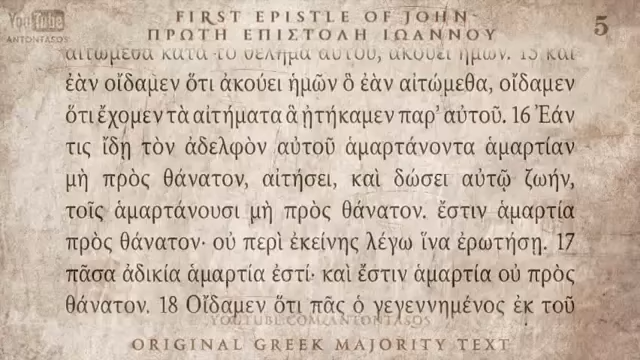 You Tube
ANTONTASOS
FIRST EPISTLE OF JOHN
ΠΡΩΤΗ ΕΠΙΣΤΟΛΗ ΙΩΑΝΝΟΥ
5
αἰτώμεθα κατὰ τὸ θέλημα αὐτοῦ, ἀκούει ἡμῶν. 15 καὶ
ἐὰν οἴδαμεν ὅτι ἀκούει ἡμῶν ὃ ἐὰν αἰτώμεθα, οἴδαμεν
ὅτι ἔχομεν τὰ αἰτήματα ἃ ᾐτήκαμεν παρ’ αὐτοῦ. 16 Ἐάν
τις ἴδῃ τὸν ἀδελφὸν αὐτοῦ ἁμαρτάνοντα ἁμαρτίαν
μὴ πρὸς θάνατον, αἰτήσει, καὶ δώσει αὐτῷ ζωήν,
τοῖς ἁμαρτάνουσι μὴ πρὸς θάνατον. ἔστιν ἁμαρτία
πρὸς θάνατον· οὐ περὶ ἐκείνης λέγω ἵνα ἐρωτήσῃ. 17
πᾶσα ἀδικία ἁμαρτία ἐστί· καὶ ἔστιν ἁμαρτία οὐ πρὸς
θάνατον. 18 Οἴδαμεν ὅτι πᾶς ὁ γεγεννημένος ἐκ τοῦ
YOUTUBE.COM/ANTONTASOS
ORIGINAL GREEK MAJORITY TEXT